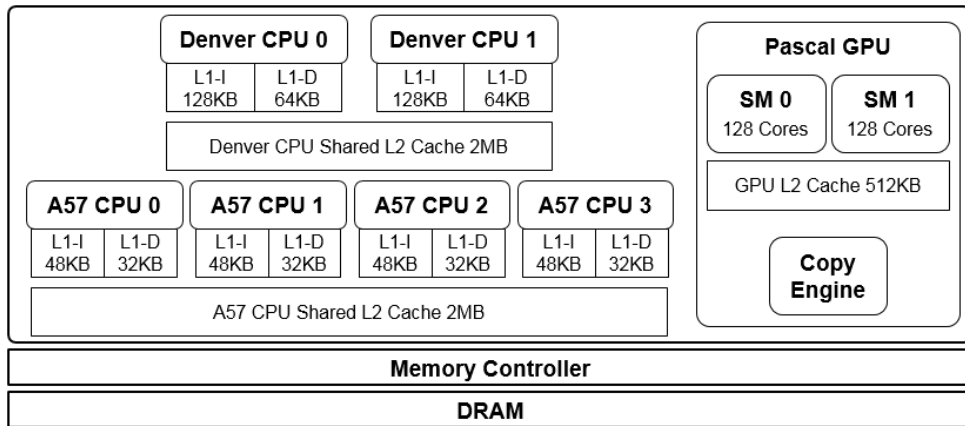 Denver CPU 0
L1-I
128KB
L1-D
64KB
Denver CPU 1
L1-I
128KB
L1-D
64KB
Denver CPU Shared L2 Cache 2MB
A57 CPU 0
L1-I
48KB
L1-D
32KB
A57 CPU 1
L1-I
48KB
L1-D
32KB
A57 CPU 2
L1-I
48KB
L1-D
32KB
A57 CPU 3
L1-I
48KB
L1-D
32KB
A57 CPU Shared L2 Cache 2MB
Pascal GPU
SM 0
128 Cores
SM 1
128 Cores
GPU L2 Cache 512KB
Copy
Engine
Memory Controller
DRAM